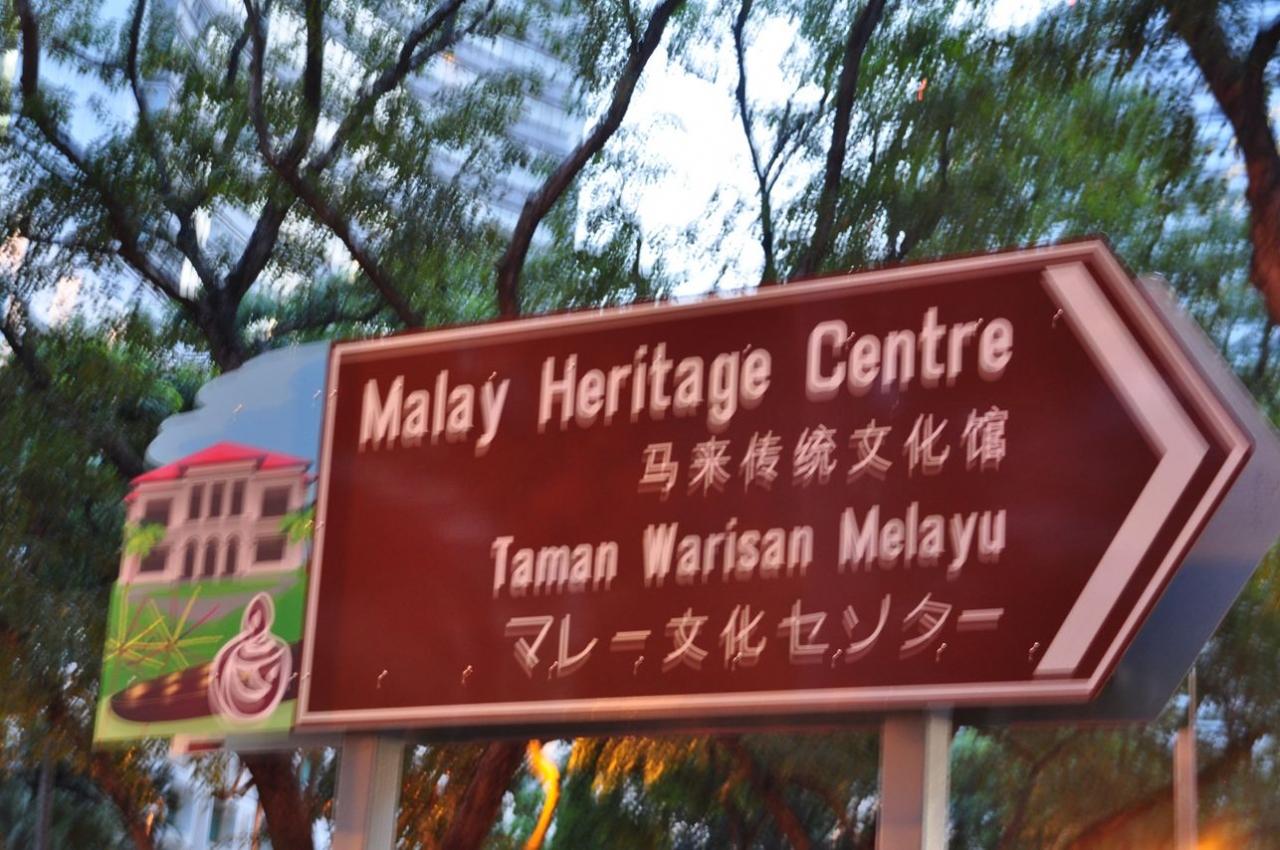 Malay Heritage Centre
马来传统文化馆
Taman Warisan Melayu
マレー文化センター